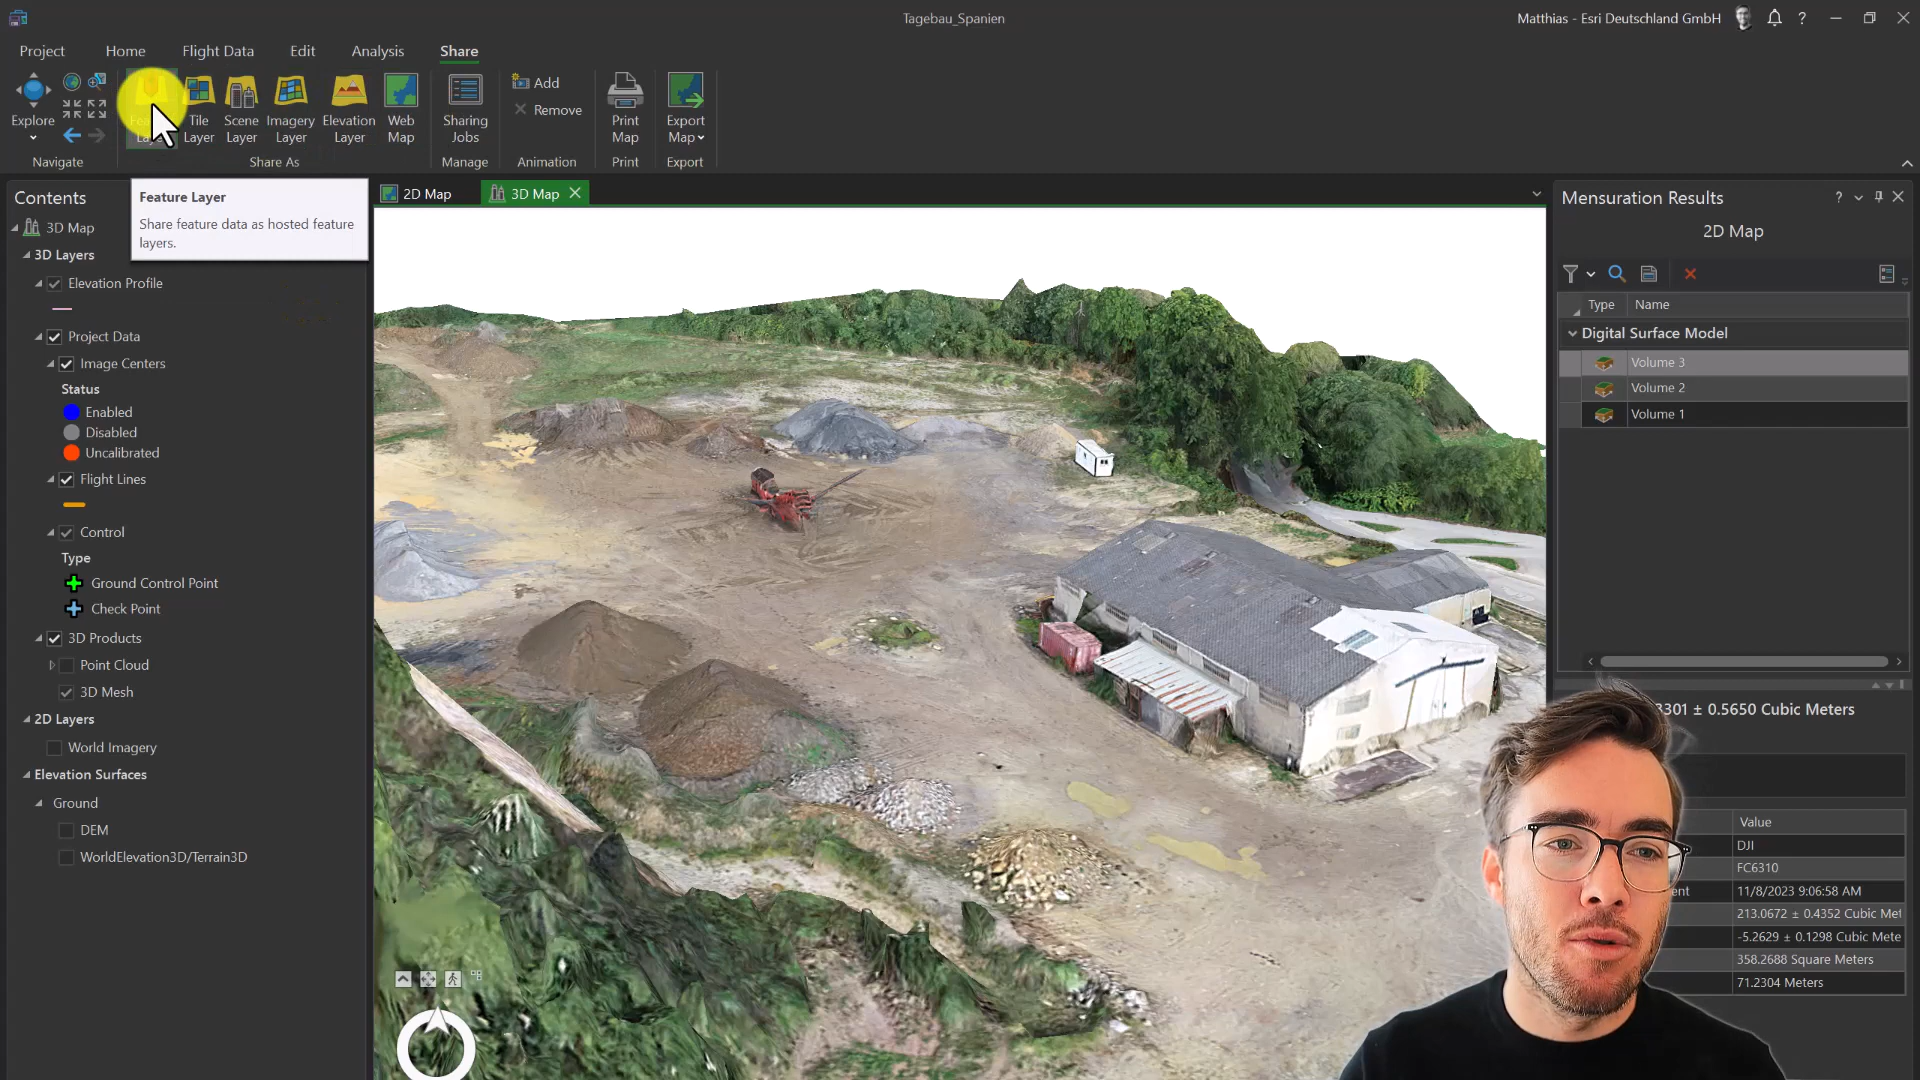 Tagebau_Spanien
Matthias - Esri Deutschland GmbH
?
Project
Home
Flight Data
Edit
Analysis
Share
Explore
Navigate
Tile
Layer
Scene
Layer
Imagery
Layer
Elevation
Layer
Web
Map
Share As
Sharing
Jobs
Manage
Add
Remove
Animation
Print
Map
Print
Export
Map
Export
Feature Layer
Share feature data as hosted feature
layers.
Contents
3D Map
3D Layers
Elevation Profile
Project Data
Image Centers
Status
Enabled
Disabled
Uncalibrated
Flight Lines
Control
Type
Ground Control Point
Check Point
3D Products
Point Cloud
3D Mesh
2D Layers
World Imagery
Elevation Surfaces
Ground
DEM
WorldElevation3D/Terrain3D
2D Map
3D Map
Mensuration Results
?
2D Map
Type
Name
Digital Surface Model
Volume 3
Volume 2
Volume 1
3301 ± 0.5650 Cubic Meters
Value
DJI
FC6310
11/8/2023 9:06:58 AM
213.0672 ± 0.4352 Cubic Met
-5.2629 ± 0.1298 Cubic Mete
358.2688 Square Meters
71.2304 Meters